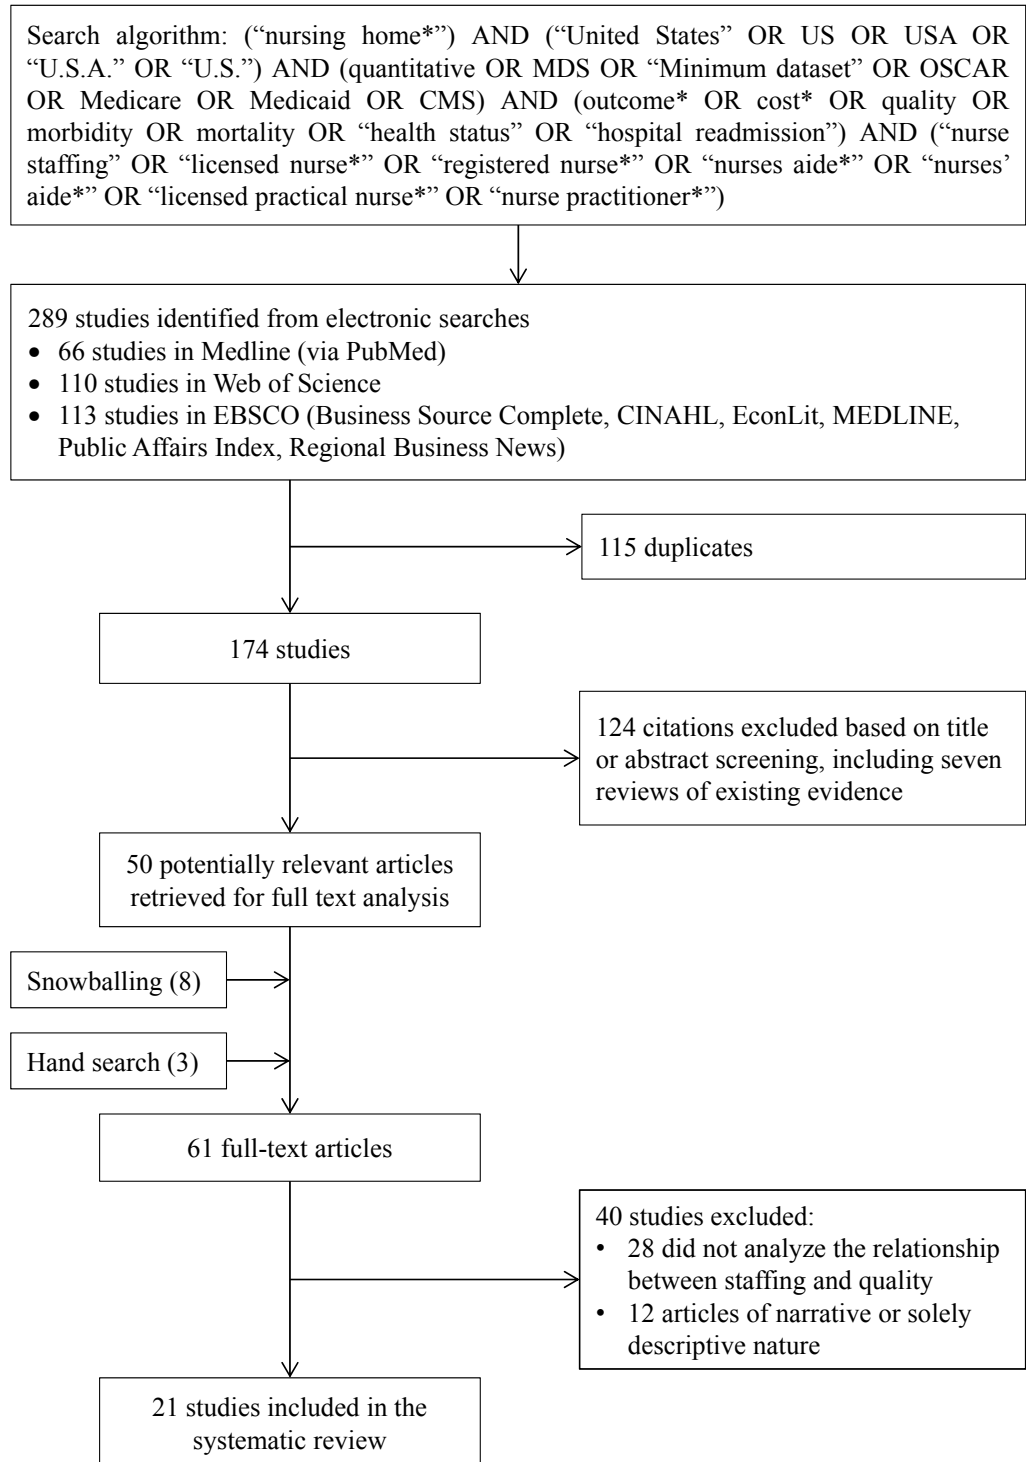 Search algorithm: (“nursing home*”) AND (“United States” OR US OR USA OR
“U.S.A.” OR “U.S.”) AND (quantitative OR MDS OR “Minimum dataset” OR OSCAR
OR Medicare OR Medicaid OR CMS) AND (outcome* OR cost* OR quality OR
morbidity OR mortality OR “health status” OR “hospital readmission”) AND (“nurse
staffing” OR “licensed nurse*” OR “registered nurse*” OR “nurses aide*” OR “nurses’
aide*” OR “licensed practical nurse*” OR “nurse practitioner*”)
289 studies identified from electronic searches
• 66 studies in Medline (via PubMed)
• 110 studies in Web of Science
• 113 studies in EBSCO (Business Source Complete, CINAHL, EconLit, MEDLINE,
Public Affairs Index, Regional Business News)
115 duplicates
174 studies
124 citations excluded based on title
or abstract screening, including seven
reviews of existing evidence
50 potentially relevant articles
retrieved for full text analysis
Snowballing (8)
Hand search (3)
61 full-text articles
40 studies excluded:
• 28 did not analyze the relationship
between staffing and quality
• 12 articles of narrative or solely
descriptive nature
21 studies included in the
systematic review